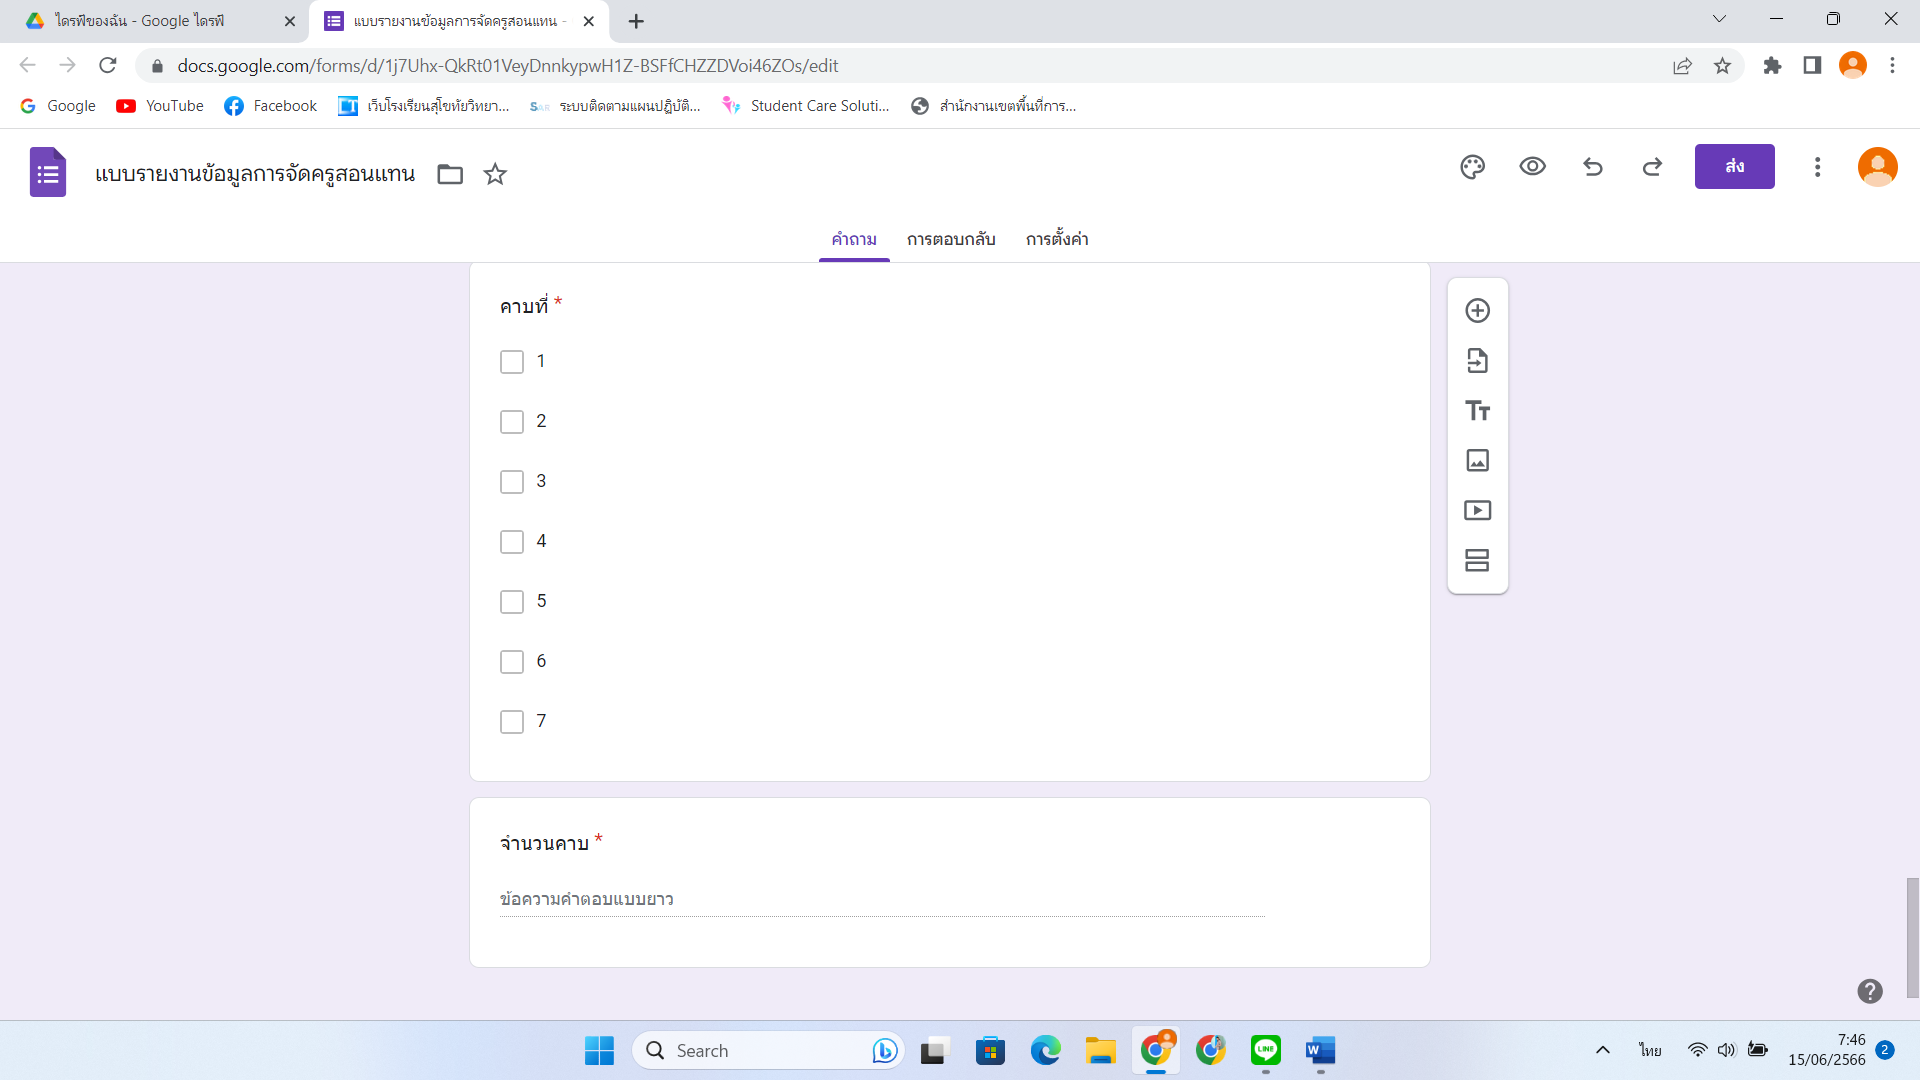 ไดรฟ์ของฉัน - Google ไดรฟ์
แบบรายงานข้อมูลการจัดครูสอนแทน -
docs.google.com/forms/d/1j7Uhx-QkRt01VeyDnnkypwH1Z-BSFfCHZZDVoi46ZOs/edit
Google
YouTube
Facebook
เว็บโรงเรียนสุโขทัยวิทยา...
SAR
ระบบติดตามแผนปฏิบัติ...
Student Care Soluti...
สำนักงานเขตพื้นที่การ...
แบบรายงานข้อมูลการจัดครูสอนแทน
ส่ง
คำถาม
การตอบกลับ
การตั้งค่า
คาบที่ *
1
2
3
4
5
6
7
จำนวนคาบ *
ข้อความคำตอบแบบยาว
Search
LINE
W
ไทย
7:46
15/06/2566
2